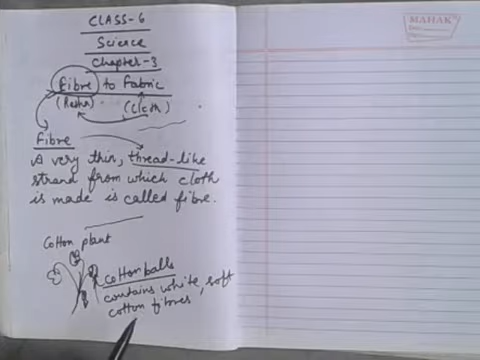 CLASS-6
Science
Chapter-3
Fibre to Fabric
(Resha) (Cloth)
Fibre
A very thin, thread-like
strand from which cloth
is made is called fibre.
Cotton plant
Cotton balls
contains white, soft
cotton fibres
MAHAK